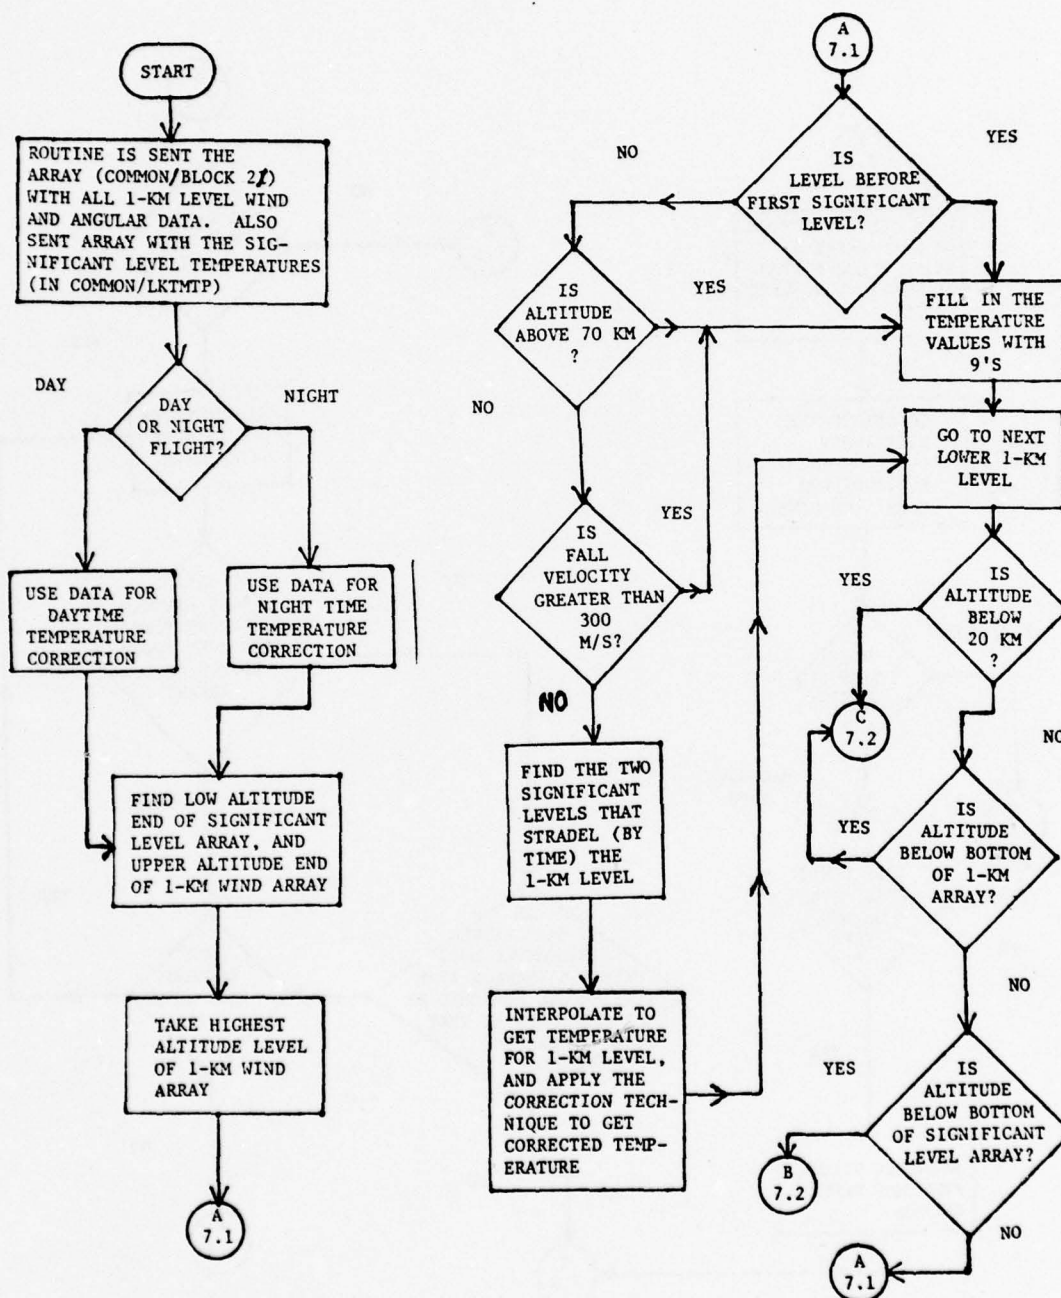 START
ROUTINE IS SENT THE
ARRAY (COMMON/BLOCK 21)
WITH ALL 1-KM LEVEL WIND
AND ANGULAR DATA. ALSO
SENT ARRAY WITH THE SIG-
NIFICANT LEVEL TEMPERATURES
(IN COMMON/LKTMTP)
DAY
NIGHT
DAY
OR NIGHT
FLIGHT?
USE DATA FOR
DAYTIME
TEMPERATURE
CORRECTION
USE DATA FOR
NIGHT TIME
TEMPERATURE
CORRECTION
FIND LOW ALTITUDE
END OF SIGNIFICANT
LEVEL ARRAY, AND
UPPER ALTITUDE END
OF 1-KM WIND ARRAY
TAKE HIGHEST
ALTITUDE LEVEL
OF 1-KM WIND
ARRAY
A
7.1
A
7.1
NO
YES
IS
LEVEL BEFORE
FIRST SIGNIFICANT
LEVEL?
IS
ALTITUDE
ABOVE 70 KM
?
YES
NO
FILL IN THE
TEMPERATURE
VALUES WITH
9'S
GO TO NEXT
LOWER 1-KM
LEVEL
IS
FALL
VELOCITY
GREATER THAN
300
M/S?
YES
NO
FIND THE TWO
SIGNIFICANT
LEVELS THAT
STRADEL (BY
TIME) THE
1-KM LEVEL
INTERPOLATE TO
GET TEMPERATURE
FOR 1-KM LEVEL,
AND APPLY THE
CORRECTION TECH-
NIQUE TO GET
CORRECTED TEMP-
ERATURE
YES
IS
ALTITUDE
BELOW
20 KM
?
C
7.2
NO
YES
IS
ALTITUDE
BELOW BOTTOM
OF 1-KM
ARRAY?
NO
YES
IS
ALTITUDE
BELOW BOTTOM
OF SIGNIFICANT
LEVEL ARRAY?
B
7.2
NO
A
7.1